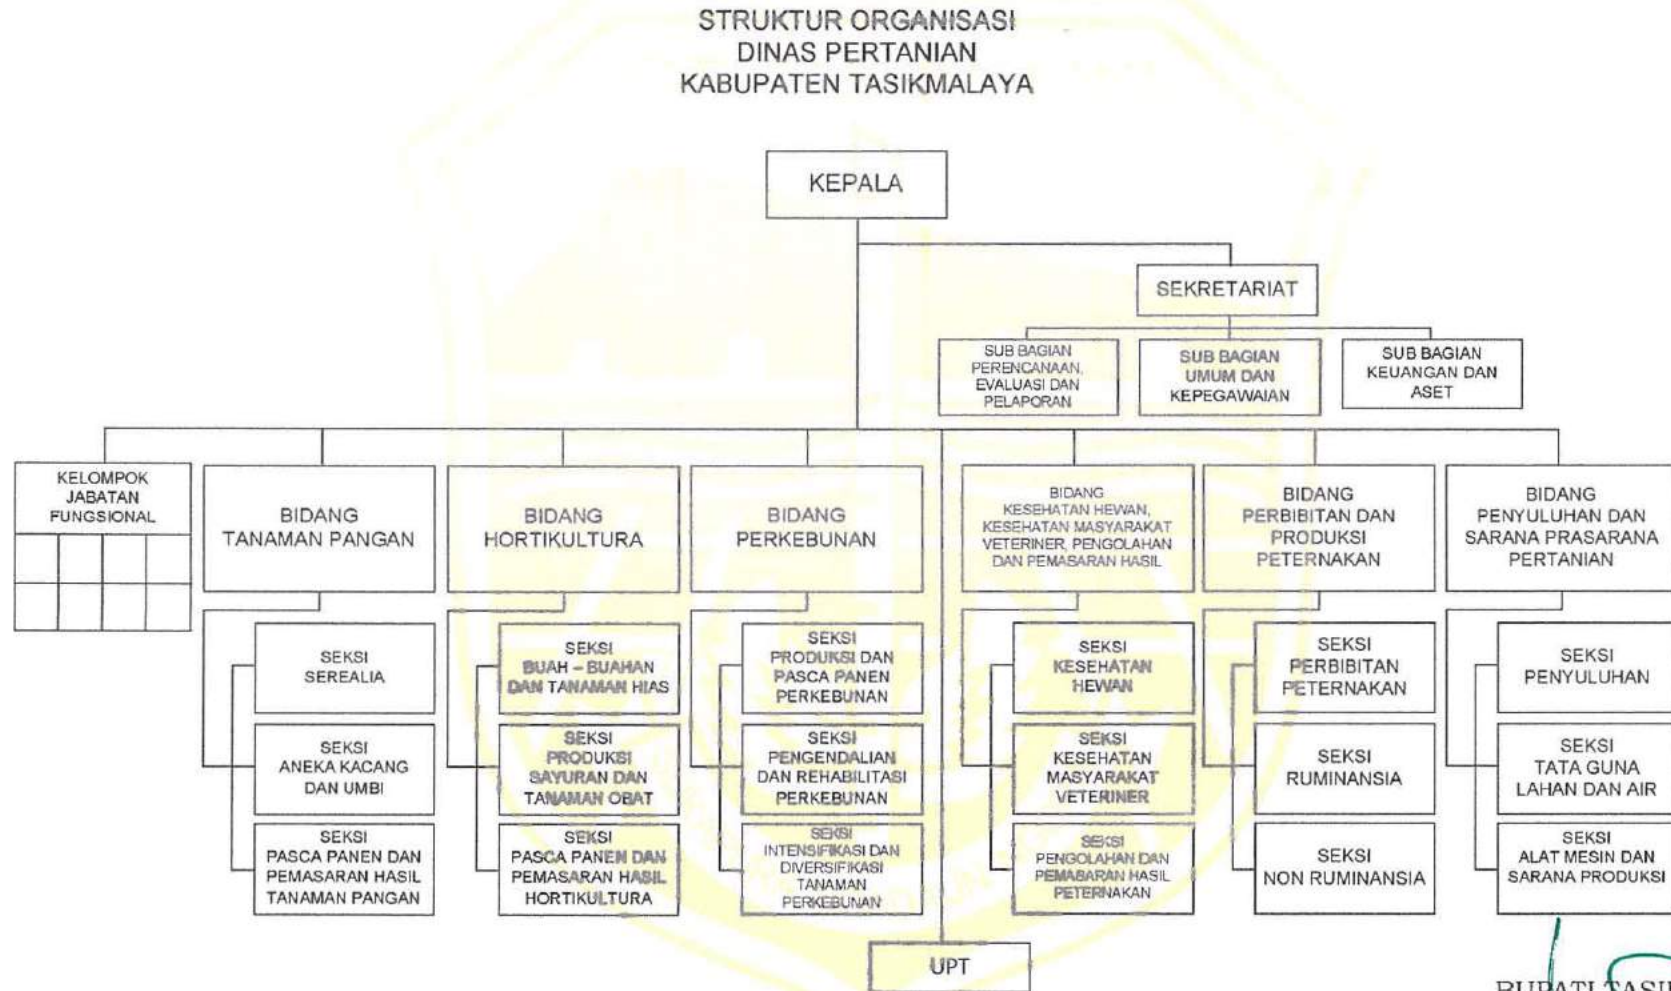 STRUKTUR ORGANISASI
DINAS PERTANIAN
KABUPATEN TASIKMALAYA
KEPALA
SEKRETARIAT
SUB BAGIAN
PERENCANAAN,
EVALUASI DAN
PELAPORAN
SUB BAGIAN
UMUM DAN
KEPEGAWAIAN
SUB BAGIAN
KEUANGAN DAN
ASET
KELOMPOK
JABATAN
FUNGSIONAL
BIDANG
TANAMAN PANGAN
BIDANG
HORTIKULTURA
BIDANG
PERKEBUNAN
BIDANG
KESEHATAN HEWAN,
KESEHATAN MASYARAKAT
VETERINER, PENGOLAHAN
DAN PEMASARAN HASIL
BIDANG
PERBIBITAN DAN
PRODUKSI
PETERNAKAN
BIDANG
PENYULUHAN DAN
SARANA PRASARANA
PERTANIAN
SEKSI
SEREALIA
SEKSI
BUAH – BUAHAN
DAN TANAMAN HIAS
SEKSI
PRODUKSI DAN
PASCA PANEN
PERKEBUNAN
SEKSI
KESEHATAN
HEWAN
SEKSI
PERBIBITAN
PETERNAKAN
SEKSI
PENYULUHAN
SEKSI
ANEKA KACANG
DAN UMBI
SEKSI
PRODUKSI
SAYURAN DAN
TANAMAN OBAT
SEKSI
PENGENDALIAN
DAN REHABILITASI
PERKEBUNAN
SEKSI
KESEHATAN
MASYARAKAT
VETERINER
SEKSI
RUMINANSIA
SEKSI
TATA GUNA
LAHAN DAN AIR
SEKSI
PASCA PANEN DAN
PEMASARAN HASIL
TANAMAN PANGAN
SEKSI
PASCA PANEN DAN
PEMASARAN HASIL
HORTIKULTURA
SEKSI
INTENSIFIKASI DAN
DIVERSIFIKASI
TANAMAN
PERKEBUNAN
SEKSI
PENGOLAHAN DAN
PEMASARAN HASIL
PETERNAKAN
SEKSI
NON RUMINANSIA
SEKSI
ALAT MESIN DAN
SARANA PRODUKSI
UPT
BUPATI TASI